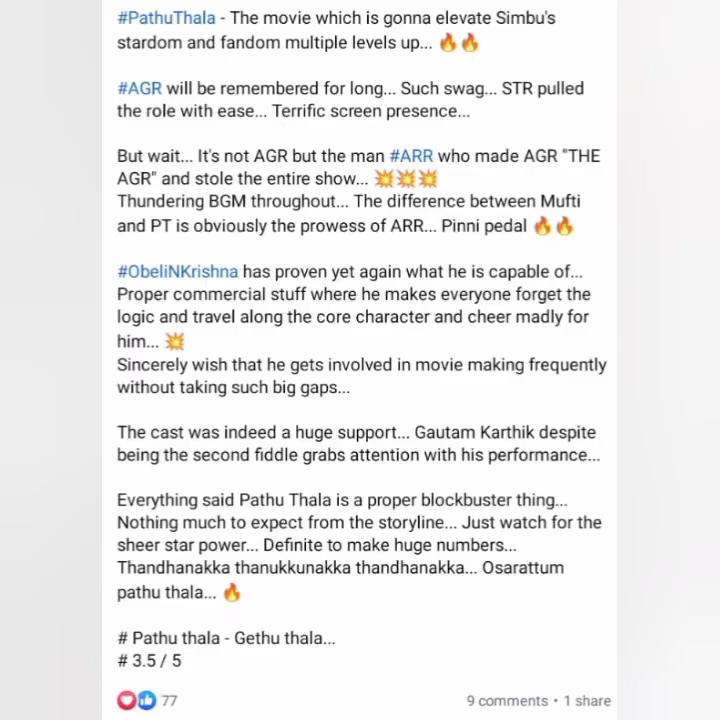 #PathuThala - The movie which is gonna elevate Simbu's
stardom and fandom multiple levels up... 🔥🔥
#AGR will be remembered for long... Such swag... STR pulled
the role with ease... Terrific screen presence...
But wait... It's not AGR but the man #ARR who made AGR "THE
AGR" and stole the entire show... 💥💥💥
Thundering BGM throughout... The difference between Mufti
and PT is obviously the prowess of ARR... Pinni pedal 🔥🔥
#ObeliNKrishna has proven yet again what he is capable of...
Proper commercial stuff where he makes everyone forget the
logic and travel along the core character and cheer madly for
him... 💥
Sincerely wish that he gets involved in movie making frequently
without taking such big gaps...
The cast was indeed a huge support... Gautam Karthik despite
being the second fiddle grabs attention with his performance...
Everything said Pathu Thala is a proper blockbuster thing...
Nothing much to expect from the storyline... Just watch for the
sheer star power... Definite to make huge numbers...
Thandhanakka thanukkunakka thandhanakka... Osarattum
pathu thala... 🔥
# Pathu thala - Gethu thala...
# 3.5 / 5
77 9 comments • 1 share